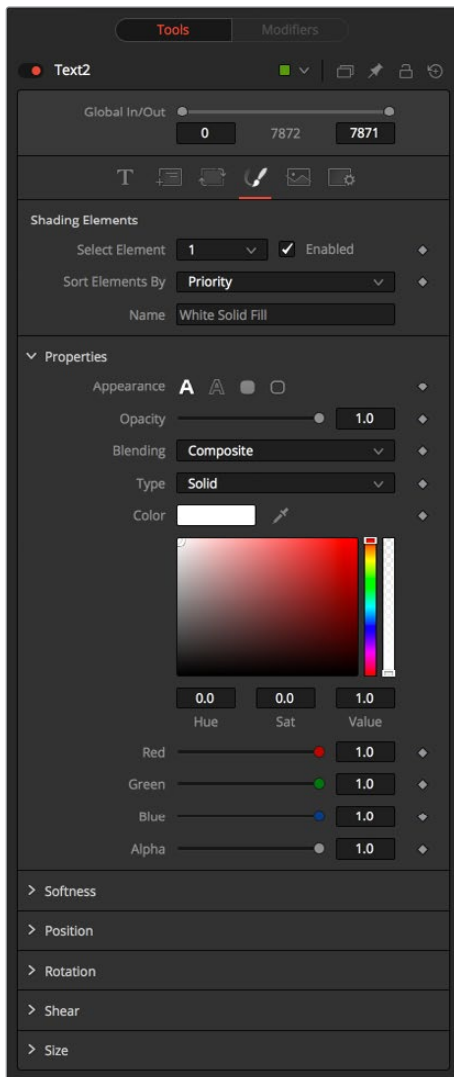 Tools Modifiers
Text2
Global In/Out
0 7872 7871
T
Shading Elements
Select Element 1 Enabled
Sort Elements By Priority
Name White Solid Fill
Properties
Appearance A A
Opacity 1.0
Blending Composite
Type Solid
Color
0.0 0.0 1.0
Hue Sat Value
Red 1.0
Green 1.0
Blue 1.0
Alpha 1.0
Softness
Position
Rotation
Shear
Size